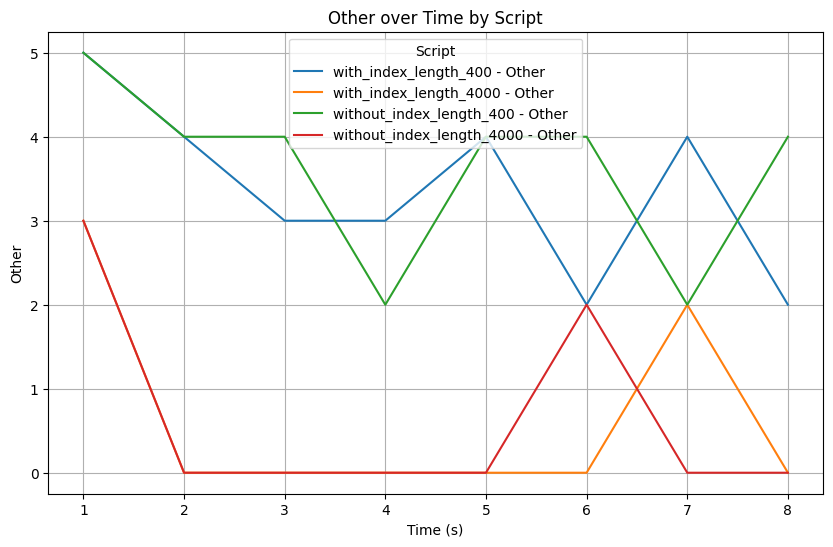 Other over Time by Script
Script
with_index_length_400 - Other
with_index_length_4000 - Other
without_index_length_400 - Other
without_index_length_4000 - Other
Other
5
4
3
2
1
0
1 2 3 4 5 6 7 8
Time (s)